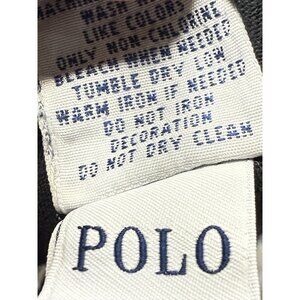 WASH
LIKE COLORS
ONLY NON-CHLORINE
BLEACH WHEN NEEDED
TUMBLE DRY LOW
WARM IRON IF NEEDED
DO NOT IRON
DECORATION
DO NOT DRY CLEAN
POLO